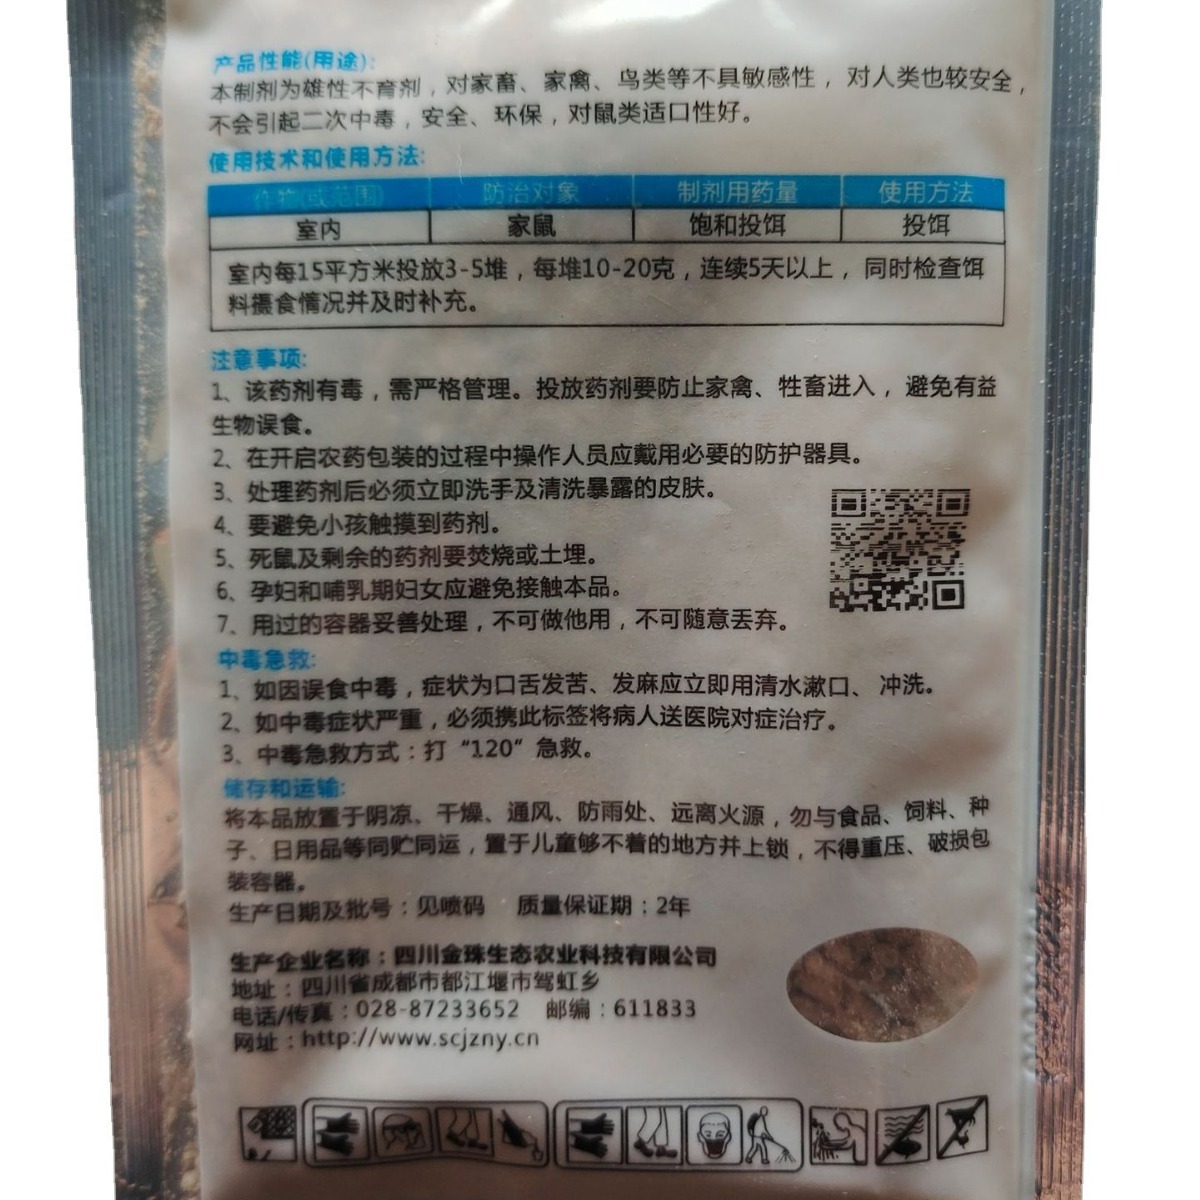 产品性能(用途):
本制剂为雄性不育剂，对家畜、家禽、鸟类等不具敏感性，对人类也较安全，
不会引起二次中毒，安全、环保，对鼠类适口性好。
使用技术和使用方法:
作物(或范围) 防治对象 制剂用药量 使用方法
室内 家鼠 饱和投饵 投饵
室内每15平方米投放3-5堆，每堆10-20克，连续5天以上，同时检查饵
料摄食情况并及时补充。
注意事项:
1、该药剂有毒，需严格管理。投放药剂要防止家禽、牲畜进入，避免有益
生物误食。
2、在开启农药包装的过程中操作人员应戴用必要的防护器具。
3、处理药剂后必须立即洗手及清洗暴露的皮肤。
4、要避免小孩触摸到药剂。
5、死鼠及剩余的药剂要焚烧或土埋。
6、孕妇和哺乳期妇女应避免接触本品。
7、用过的容器妥善处理，不可做他用，不可随意丢弃。
中毒急救:
1、如因误食中毒，症状为口舌发苦、发麻应立即用清水漱口、冲洗。
2、如中毒症状严重，必须携此标签将病人送医院对症治疗。
3、中毒急救方式：打“120”急救。
储存和运输:
将本品放置于阴凉、干燥、通风、防雨处、远离火源，勿与食品、饲料、种
子、日用品等同贮同运，置于儿童够不着的地方并上锁，不得重压、破损包
装容器。
生产日期及批号：见喷码 质量保证期：2年
生产企业名称：四川金珠生态农业科技有限公司
地址：四川省成都市都江堰市驾虹乡
电话/传真：028-87233652 邮编：611833
网址：http://www.scjzny.cn